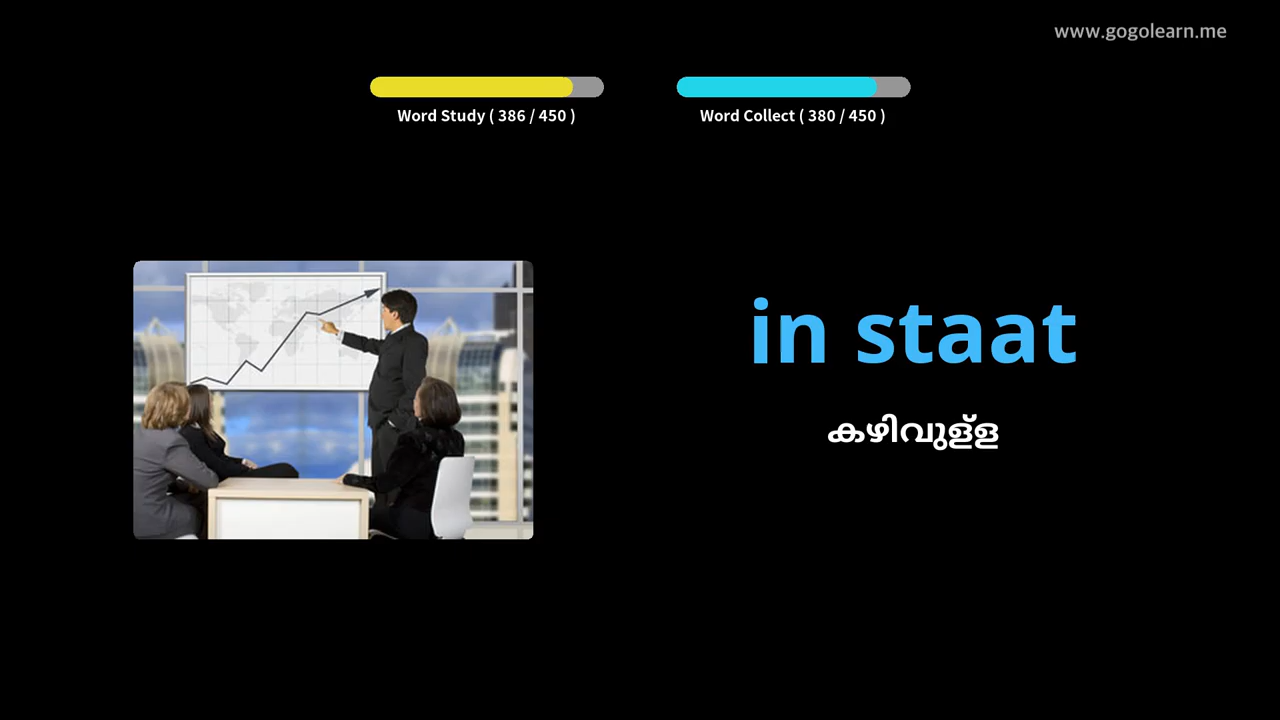 www.gogolearn.me
Word Study ( 386 / 450 )
Word Collect ( 380 / 450 )
in staat
കഴിവുള്ള